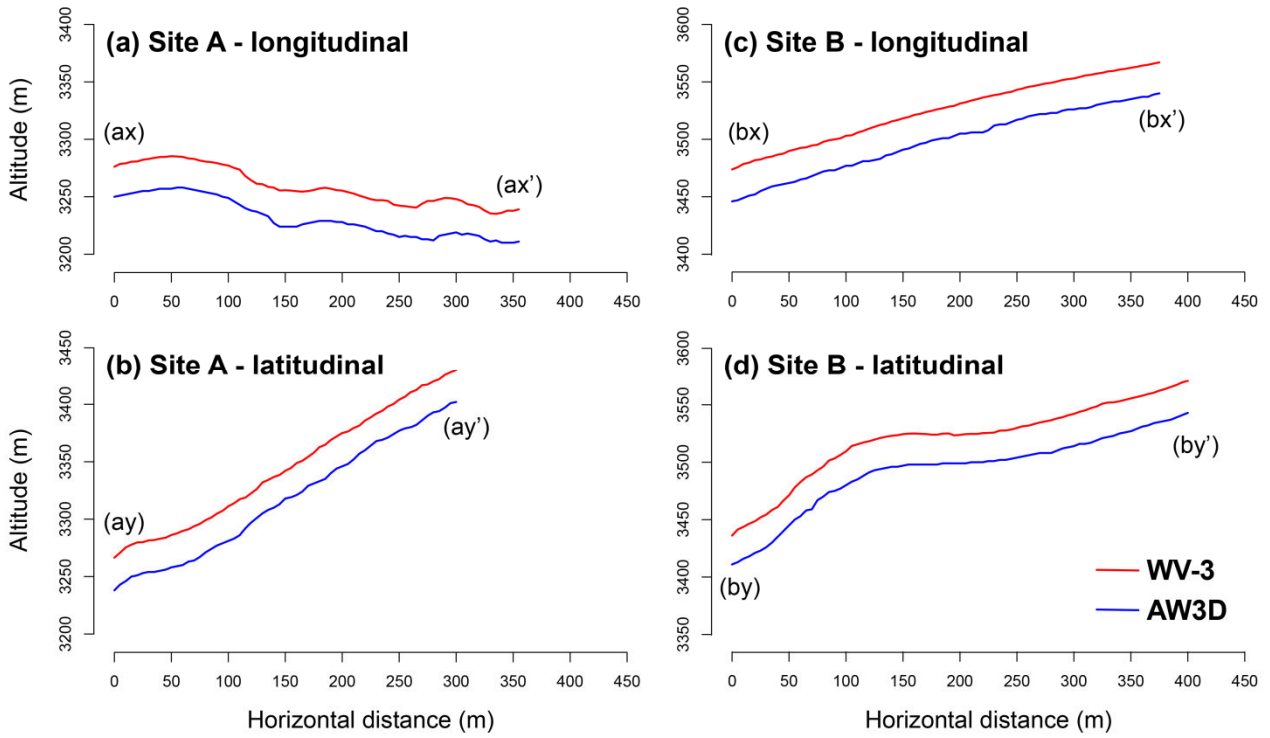 (a) Site A - longitudinal
Altitude (m)
3400
3350
3300
3250
3200
(ax)
(ax’)
0 50 100 150 200 250 300 350 400 450
(c) Site B - longitudinal
3600
3550
3500
3450
3400
(bx)
(bx’)
0 50 100 150 200 250 300 350 400 450
(b) Site A - latitudinal
Altitude (m)
3450
3400
3350
3300
3250
3200
(ay)
(ay’)
0 50 100 150 200 250 300 350 400 450
Horizontal distance (m)
(d) Site B - latitudinal
3600
3550
3500
3450
3400
3350
(by)
(by’)
WV-3
AW3D
0 50 100 150 200 250 300 350 400 450
Horizontal distance (m)